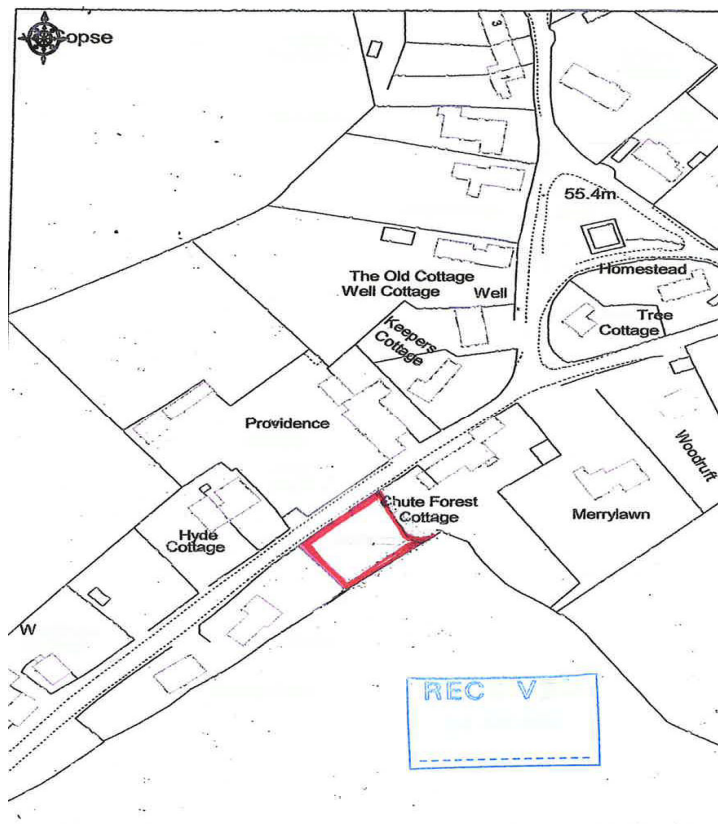 Copse
3
55.4m
Homestead
The Old Cottage
Well Cottage
Well
Tree
Cottage
Keepers
Cottage
Providence
Woodruft
Chute Forest
Cottage
Merrylawn
Hyde
Cottage
W
REC V